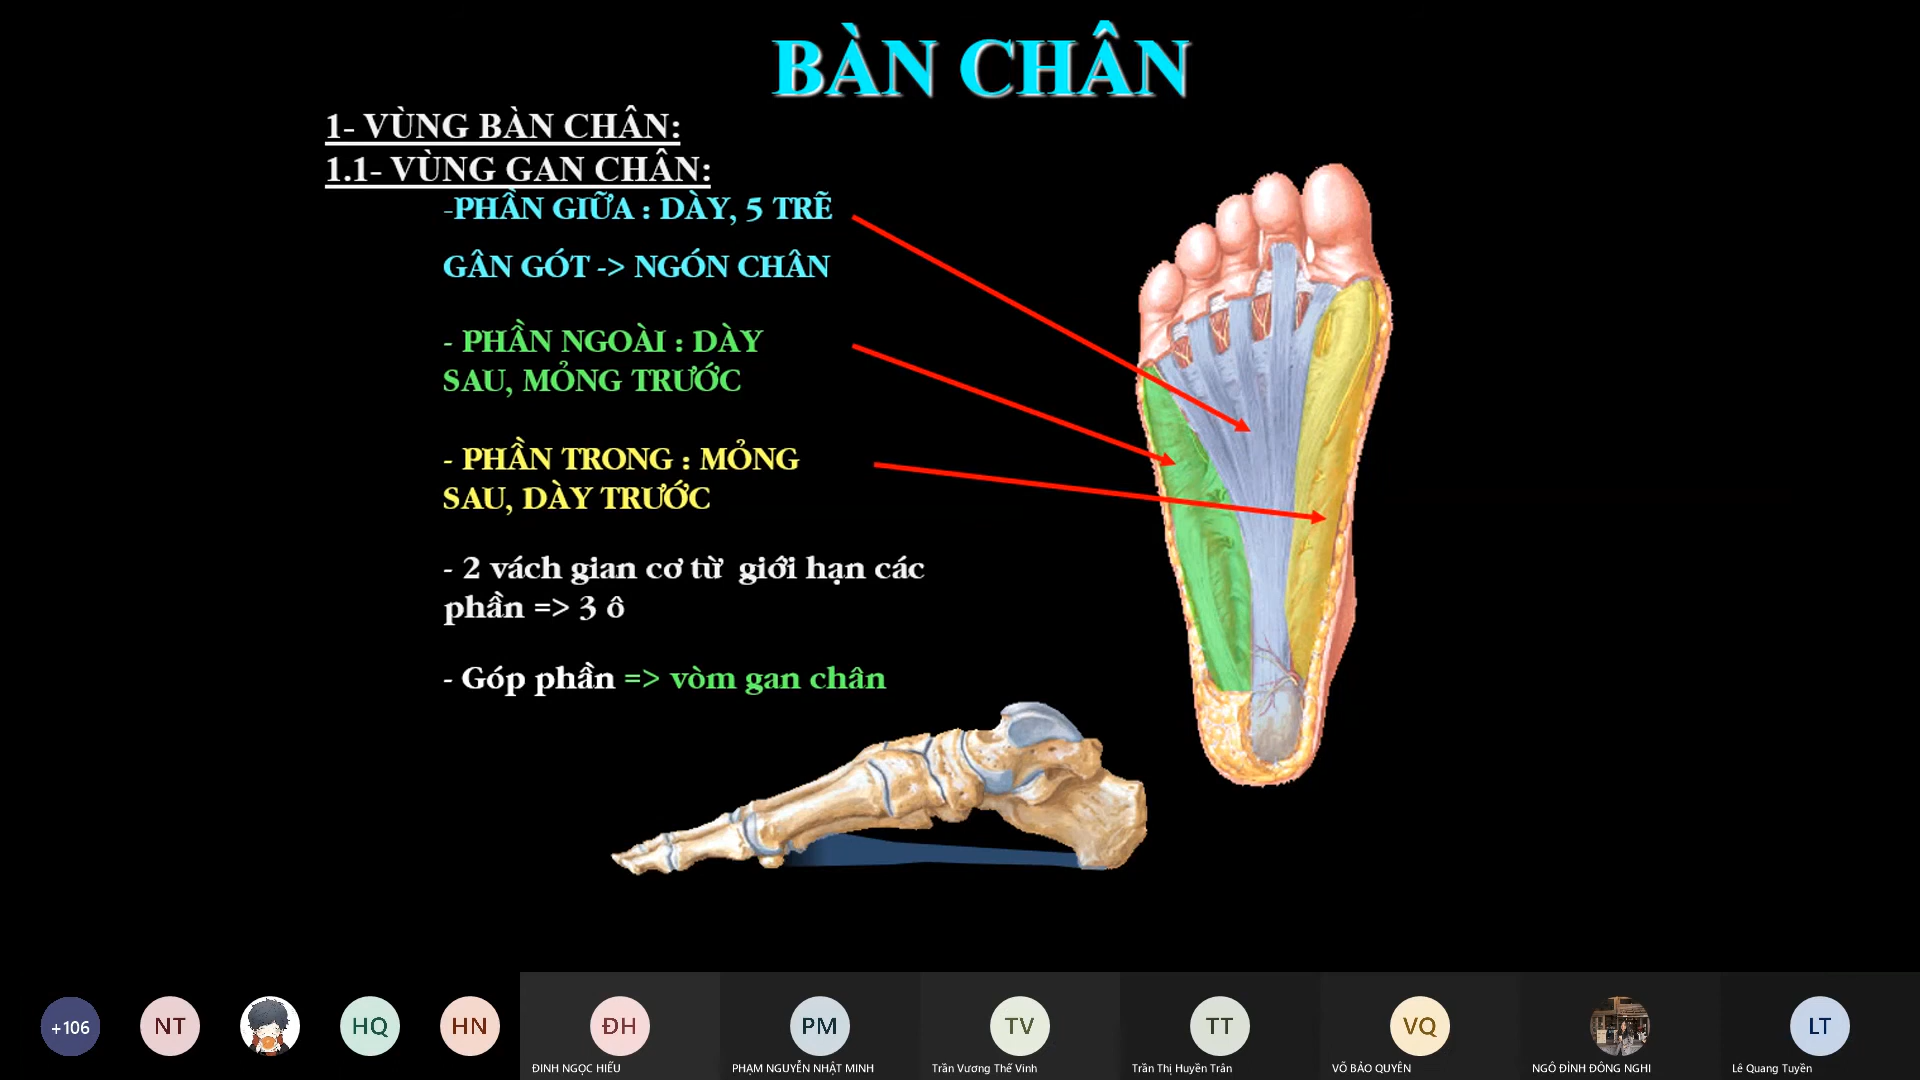 BÀN CHÂN
1- VÙNG BÀN CHÂN:
1.1- VÙNG GAN CHÂN:
-PHẦN GIỮA : DÀY, 5 TRẼ
GÂN GÓT -> NGÓN CHÂN
- PHẦN NGOÀI : DÀY
SAU, MỎNG TRƯỚC
- PHẦN TRONG : MỎNG
SAU, DÀY TRƯỚC
- 2 vách gian cơ từ giới hạn các
phần => 3 ô
- Góp phần => vòm gan chân
+106
NT
HQ
HN
ĐH
PM
TV
TT
VQ
LT
ĐINH NGỌC HIẾU
PHẠM NGUYỄN NHẬT MINH
Trần Vương Thế Vinh
Trần Thị Huyền Trân
VÕ BẢO QUYÊN
NGÔ ĐÌNH ĐÔNG NGHI
Lê Quang Tuyền